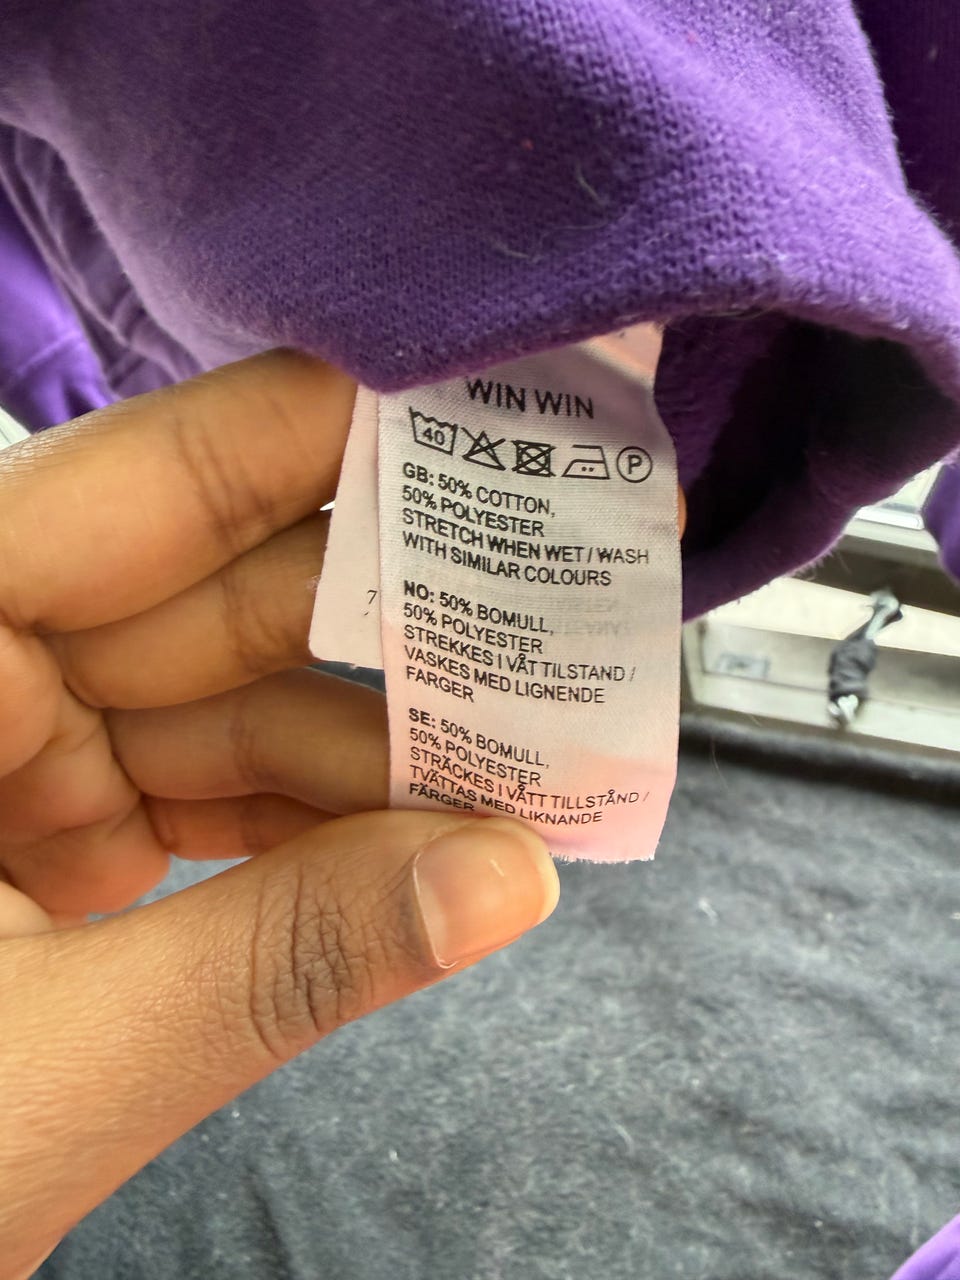 WIN WIN
40 P
GB: 50% COTTON,
50% POLYESTER
STRETCH WHEN WET / WASH
WITH SIMILAR COLOURS
NO: 50% BOMULL,
50% POLYESTER
STREKKES I VÅT TILSTAND /
VASKES MED LIGNENDE
FARGER
SE: 50% BOMULL,
50% POLYESTER
STRÄCKES I VÅTT TILLSTÅND /
TVÄTTAS MED LIKNANDE
FÄRGER
7